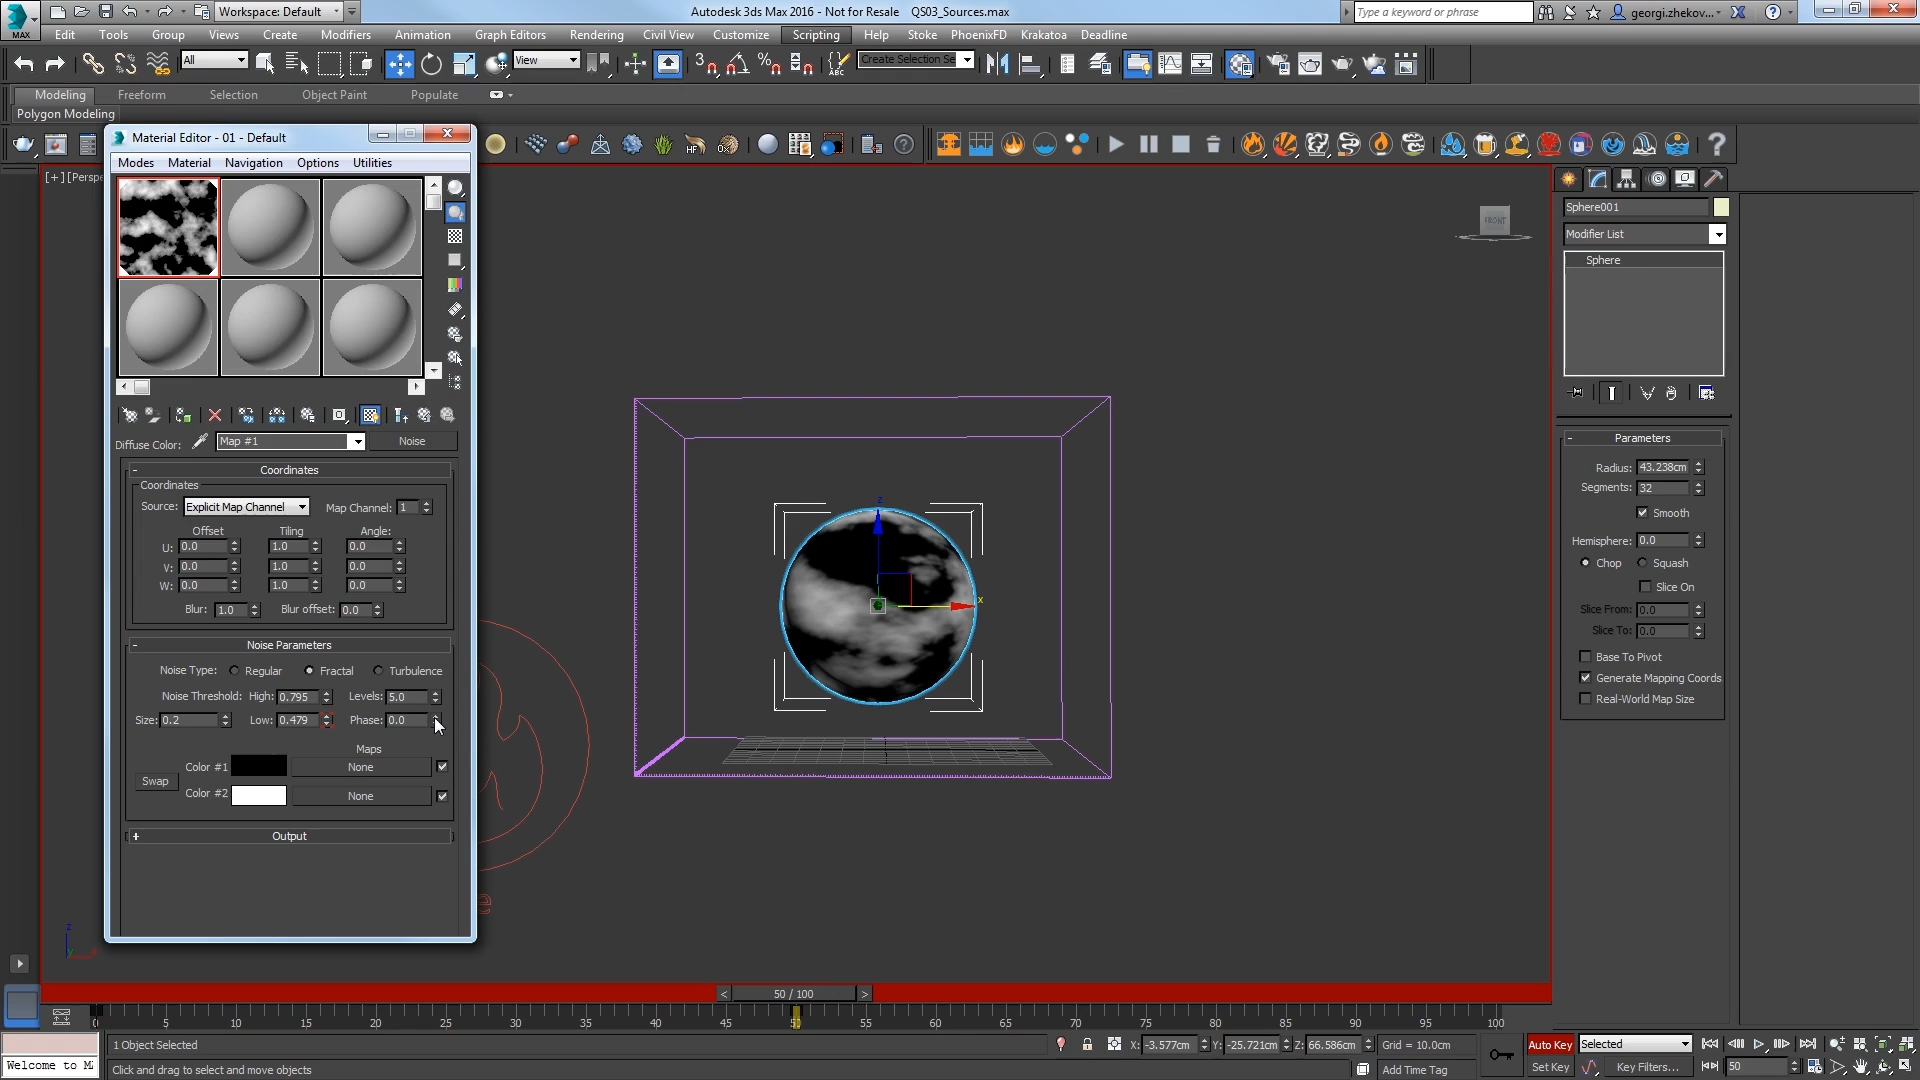 Workspace: Default
Autodesk 3ds Max 2016 - Not for Resale QS03_Sources.max
Type a keyword or phrase
georgi.zhekov...
MAX
Edit Tools Group Views Create Modifiers Animation Graph Editors Rendering Civil View Customize Scripting Help Stoke PhoenixFD Krakatoa Deadline
All
View
Create Selection Se
Modeling Freeform Selection Object Paint Populate
Polygon Modeling
Material Editor - 01 - Default
Modes Material Navigation Options Utilities
[+][Perspe
FRONT
Diffuse Color: Map #1 Noise
Coordinates
Coordinates
Source: Explicit Map Channel Map Channel: 1
Offset Tiling Angle:
U: 0.0 1.0 0.0
V: 0.0 1.0 0.0
W: 0.0 1.0 0.0
Blur: 1.0 Blur offset: 0.0
Noise Parameters
Noise Type: Regular Fractal Turbulence
Noise Threshold: High: 0.795 Levels: 5.0
Size: 0.2 Low: 0.479 Phase: 0.0
Maps
Color #1 None
Swap
Color #2 None
Output
z
x
e
Sphere001
Modifier List
Sphere
Parameters
Radius: 43.238cm
Segments: 32
Smooth
Hemisphere: 0.0
Chop Squash
Slice On
Slice From: 0.0
Slice To: 0.0
Base To Pivot
Generate Mapping Coords
Real-World Map Size
50 / 100
0 5 10 15 20 25 30 35 40 45 50 55 60 65 70 75 80 85 90 95 100
1 Object Selected
X: -3.577cm Y: -25.721cm Z: 66.586cm Grid = 10.0cm
Auto Key Selected
Welcome to M
Click and drag to select and move objects
Add Time Tag
Set Key Key Filters... 50